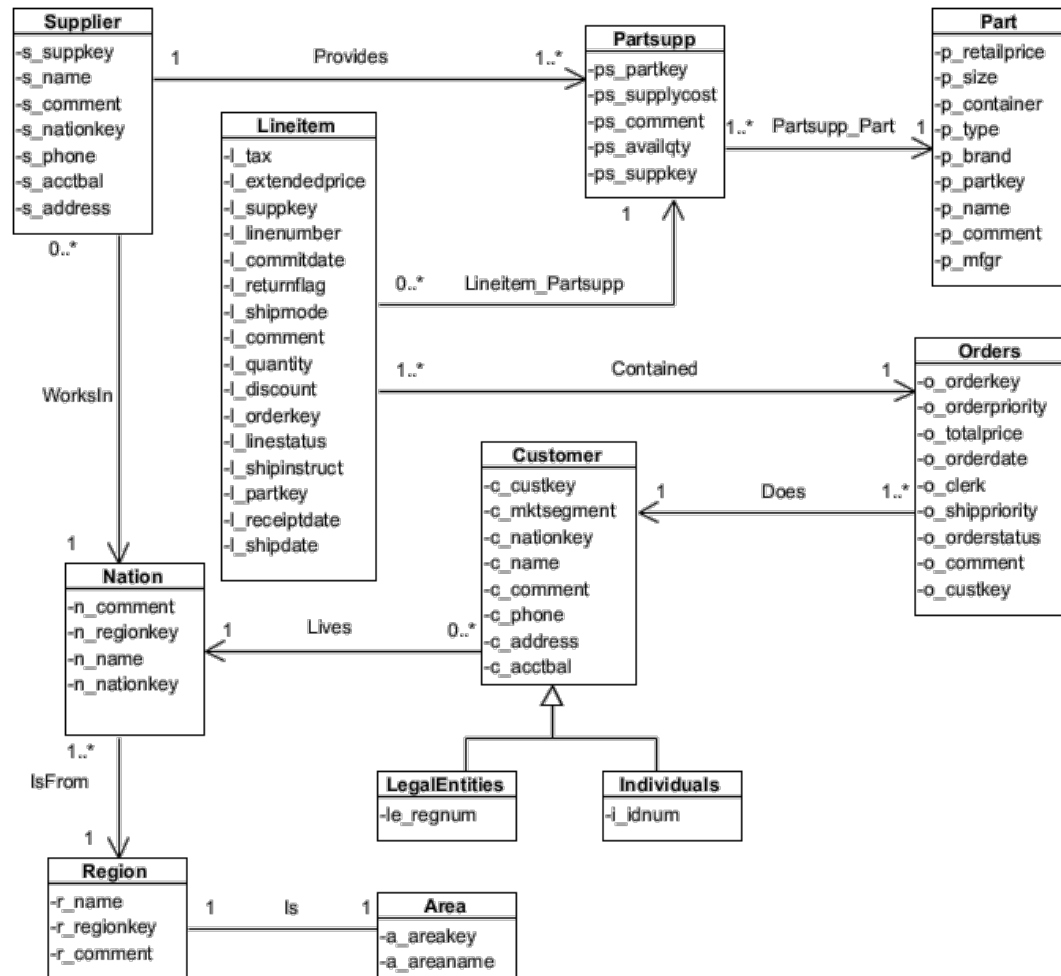 Supplier
-s_suppkey
-s_name
-s_comment
-s_nationkey
-s_phone
-s_acctbal
-s_address
1
Provides
1..*
Partsupp
-ps_partkey
-ps_supplycost
-ps_comment
-ps_availqty
-ps_suppkey
1..*
Partsupp_Part
1
Part
-p_retailprice
-p_size
-p_container
-p_type
-p_brand
-p_partkey
-p_name
-p_comment
-p_mfgr
0..*
WorksIn
1
Lineitem
-l_tax
-l_extendedprice
-l_suppkey
-l_linenumber
-l_commitdate
-l_returnflag
-l_shipmode
-l_comment
-l_quantity
-l_discount
-l_orderkey
-l_linestatus
-l_shipinstruct
-l_partkey
-l_receiptdate
-l_shipdate
0..*
Lineitem_Partsupp
1
1..*
Contained
1
Orders
-o_orderkey
-o_orderpriority
-o_totalprice
-o_orderdate
-o_clerk
-o_shippriority
-o_orderstatus
-o_comment
-o_custkey
1
Does
1..*
Customer
-c_custkey
-c_mktsegment
-c_nationkey
-c_name
-c_comment
-c_phone
-c_address
-c_acctbal
1
Lives
0..*
Nation
-n_comment
-n_regionkey
-n_name
-n_nationkey
LegalEntities
-le_regnum
Individuals
-i_idnum
1..*
IsFrom
1
Region
-r_name
-r_regionkey
-r_comment
1
Is
1
Area
-a_areakey
-a_areaname